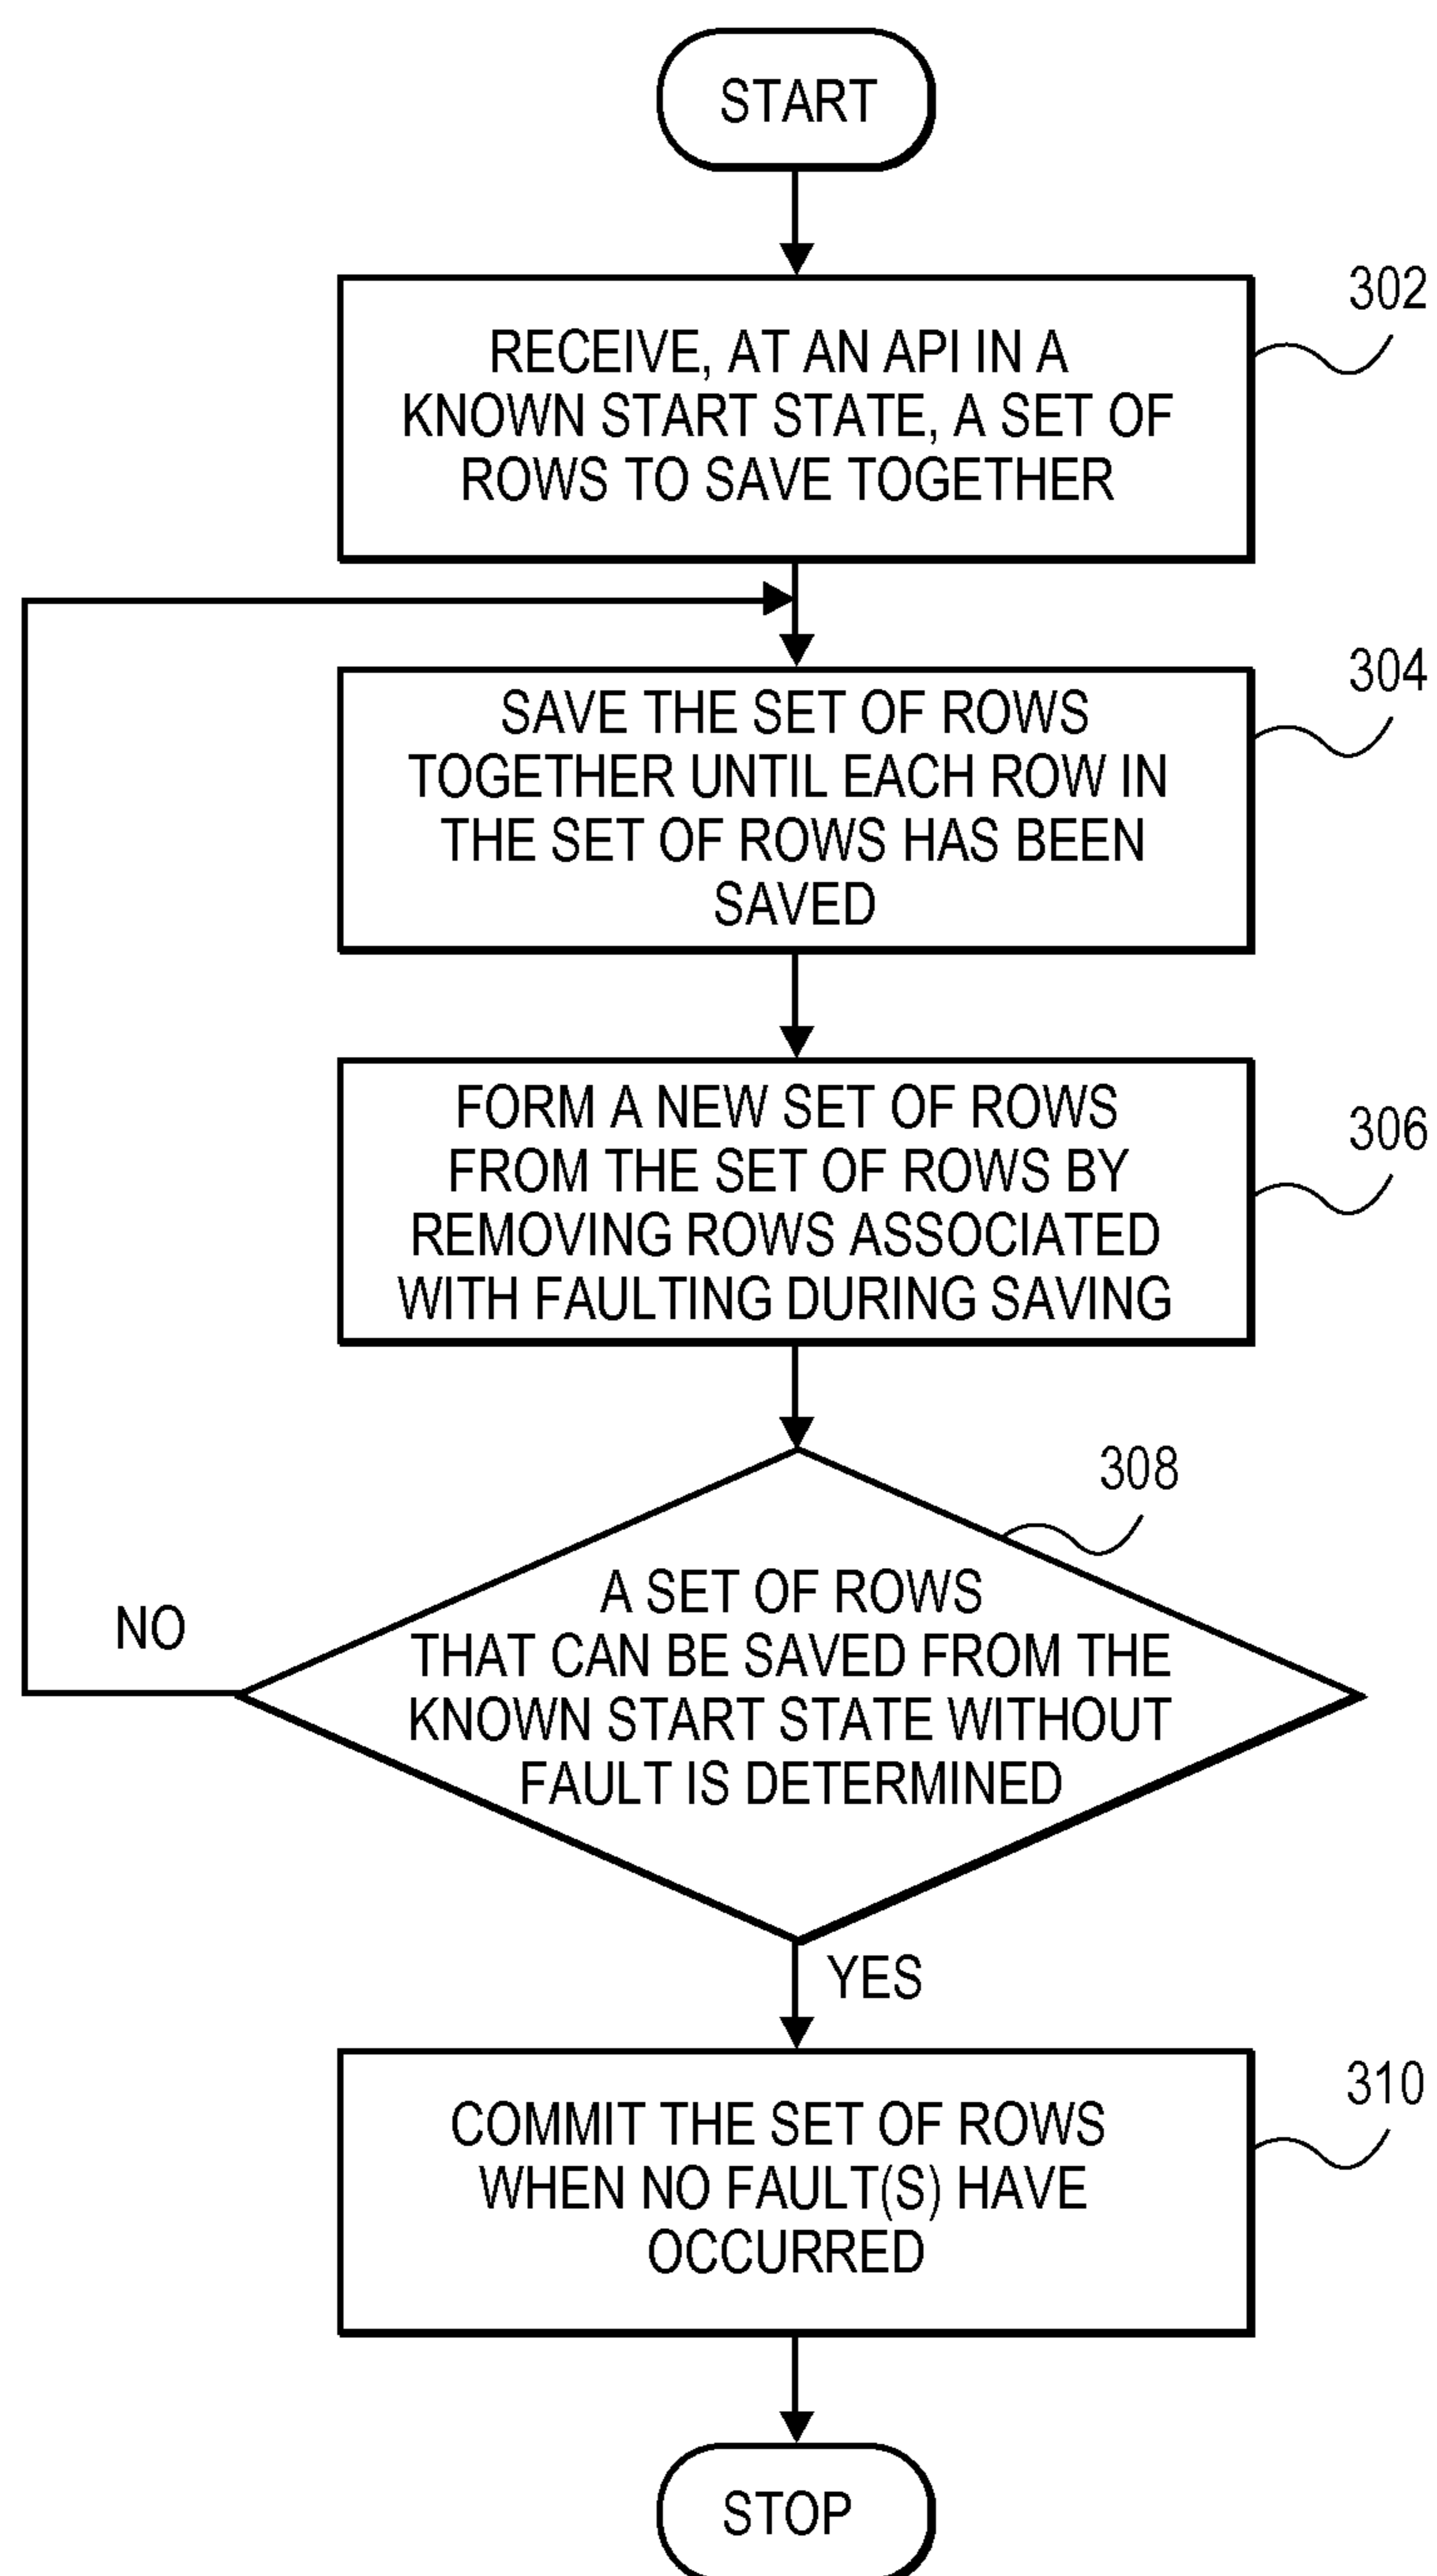 START
302
RECEIVE, AT AN API IN A
KNOWN START STATE, A SET OF
ROWS TO SAVE TOGETHER
304
SAVE THE SET OF ROWS
TOGETHER UNTIL EACH ROW IN
THE SET OF ROWS HAS BEEN
SAVED
306
FORM A NEW SET OF ROWS
FROM THE SET OF ROWS BY
REMOVING ROWS ASSOCIATED
WITH FAULTING DURING SAVING
308
A SET OF ROWS
THAT CAN BE SAVED FROM THE
KNOWN START STATE WITHOUT
FAULT IS DETERMINED
NO
YES
310
COMMIT THE SET OF ROWS
WHEN NO FAULT(S) HAVE
OCCURRED
STOP